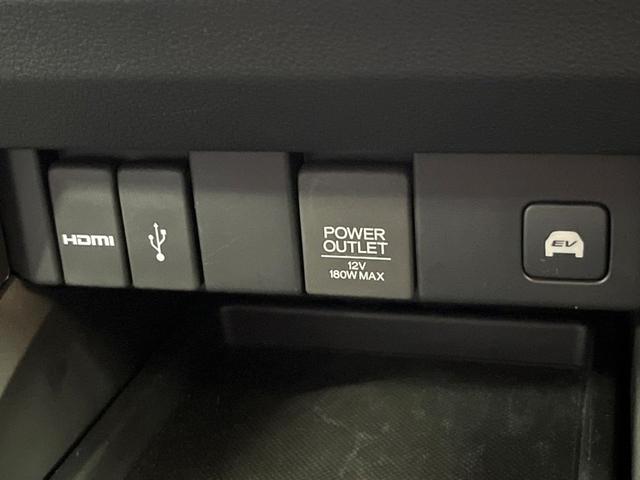 HDMI
POWER
OUTLET
12V
180W MAX
EV